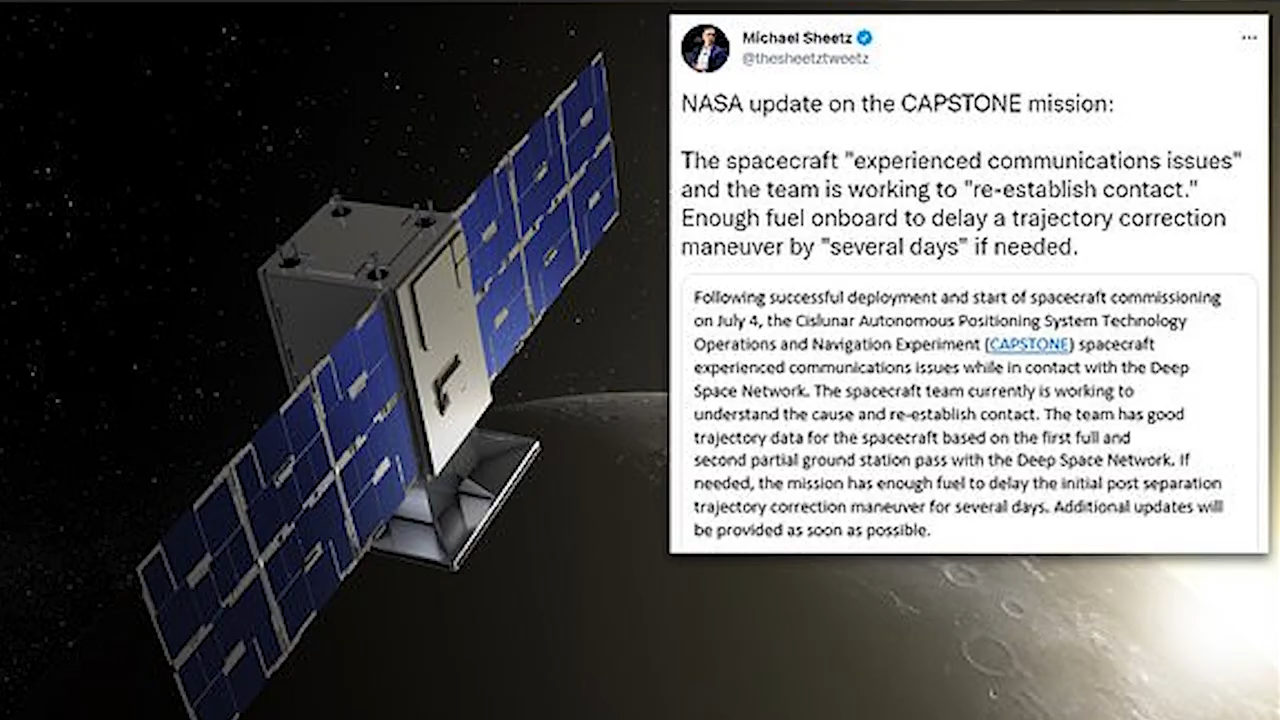 Michael Sheetz
@thesheetztweetz
NASA update on the CAPSTONE mission:
The spacecraft "experienced communications issues"
and the team is working to "re-establish contact."
Enough fuel onboard to delay a trajectory correction
maneuver by "several days" if needed.
Following successful deployment and start of spacecraft commissioning
on July 4, the Cislunar Autonomous Positioning System Technology
Operations and Navigation Experiment (CAPSTONE) spacecraft
experienced communications issues while in contact with the Deep
Space Network. The spacecraft team currently is working to
understand the cause and re-establish contact. The team has good
trajectory data for the spacecraft based on the first full and
second partial ground station pass with the Deep Space Network. If
needed, the mission has enough fuel to delay the initial post separation
trajectory correction maneuver for several days. Additional updates will
be provided as soon as possible.